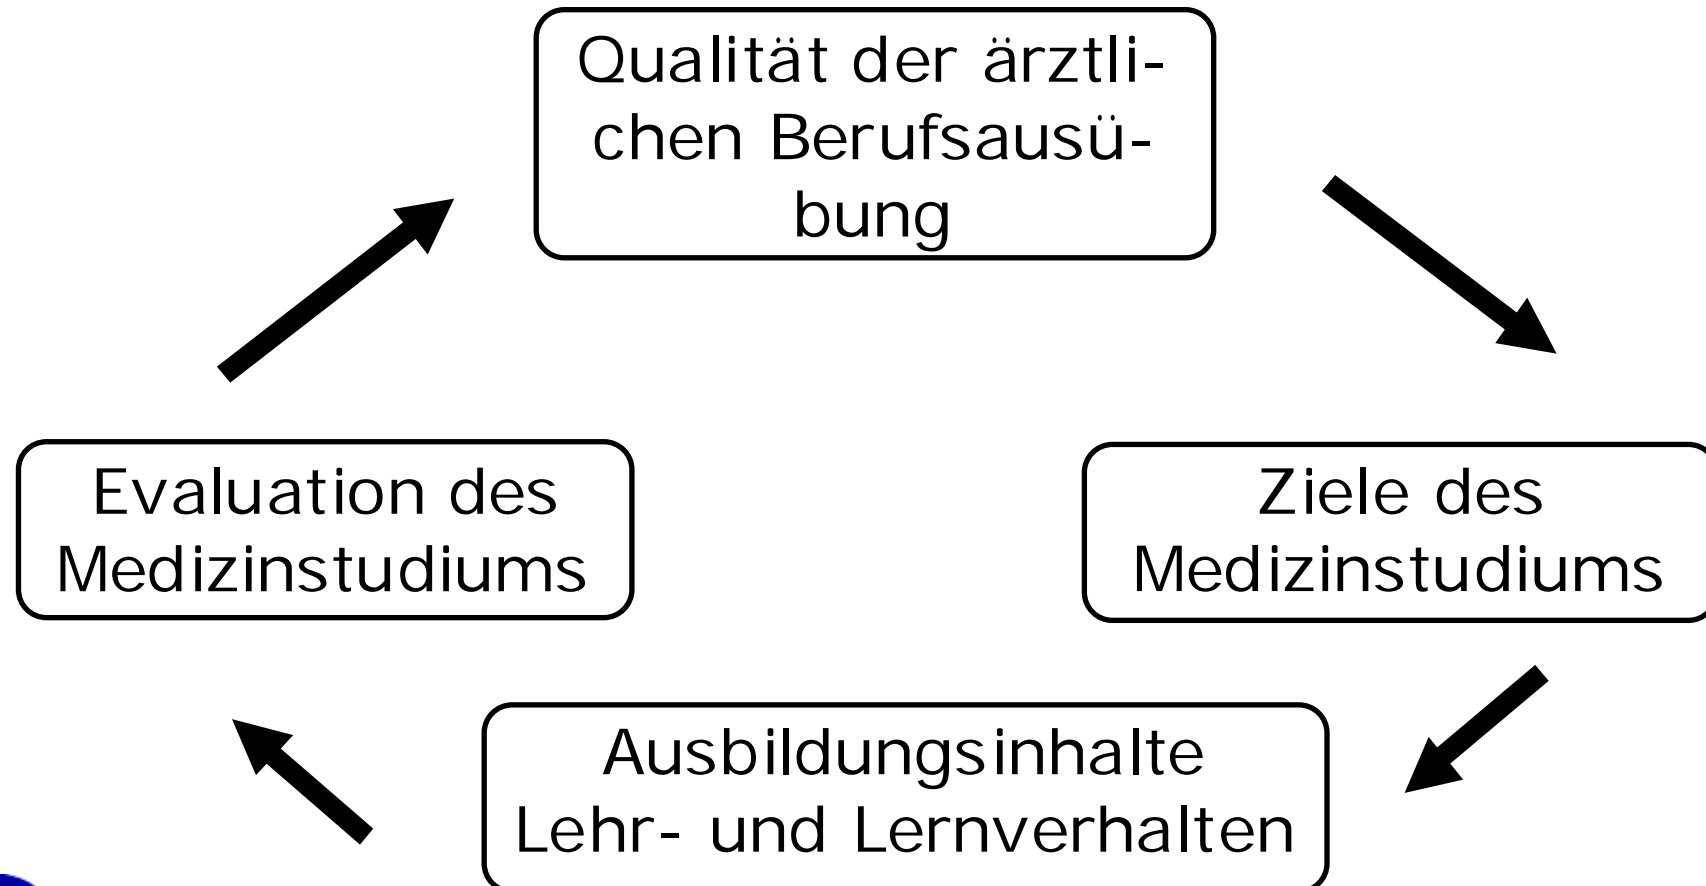 Qualität der ärztli-
chen Berufsausü-
bung
Evaluation des
Medizinstudiums
Ziele des
Medizinstudiums
Ausbildungsinhalte
Lehr- und Lernverhalten